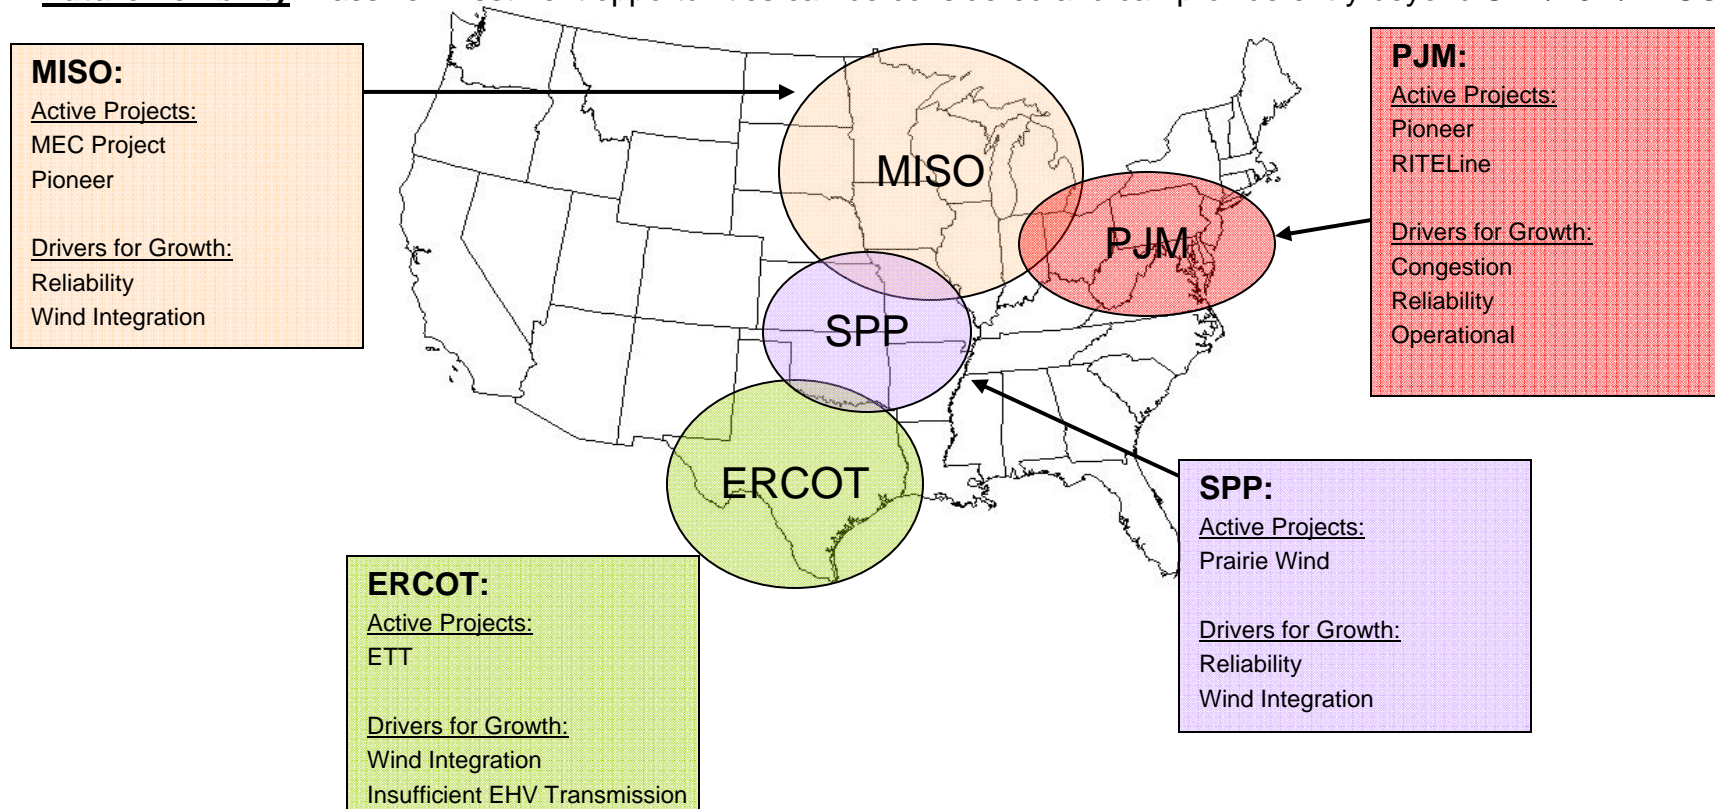 MISO:
Active Projects:
MEC Project
Pioneer
Drivers for Growth:
Reliability
Wind Integration
PJM:
Active Projects:
Pioneer
RITELine
Drivers for Growth:
Congestion
Reliability
Operational
MISO
PJM
SPP
ERCOT
SPP:
Active Projects:
Prairie Wind
Drivers for Growth:
Reliability
Wind Integration
ERCOT:
Active Projects:
ETT
Drivers for Growth:
Wind Integration
Insufficient EHV Transmission